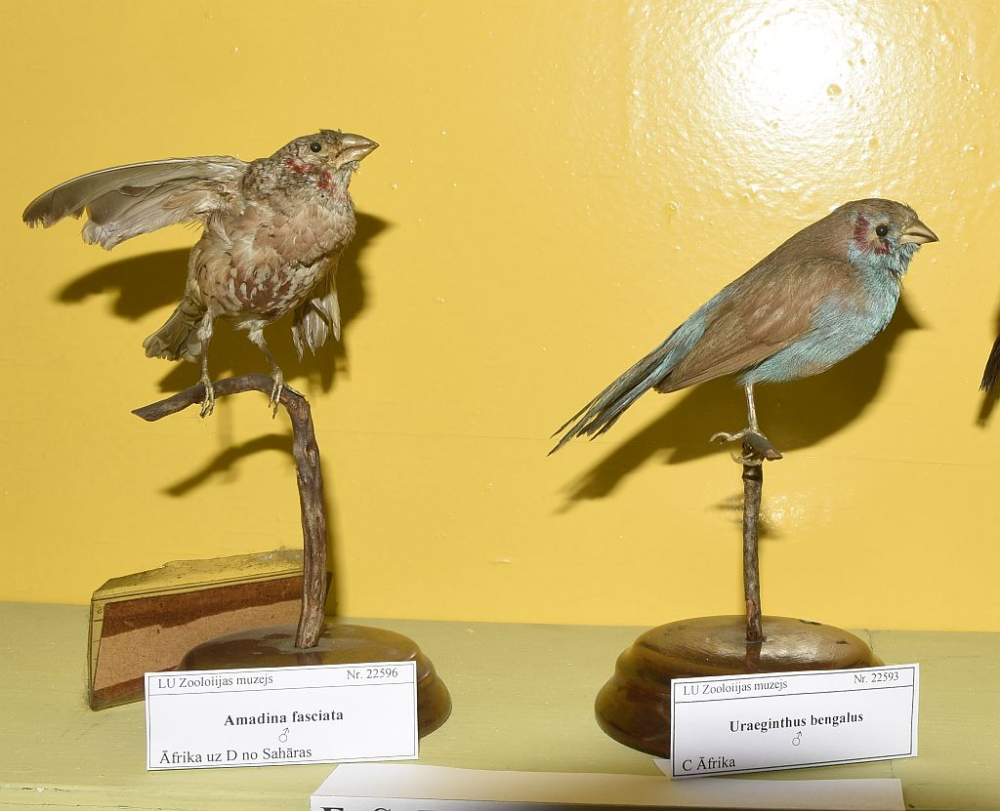 LU Zooloiijas muzejs Nr. 22596
Amadina fasciata
♂
Āfrika uz D no Sahāras
LU Zooloiijas muzejs Nr. 22593
Uraeginthus bengalus
♂
C Āfrika